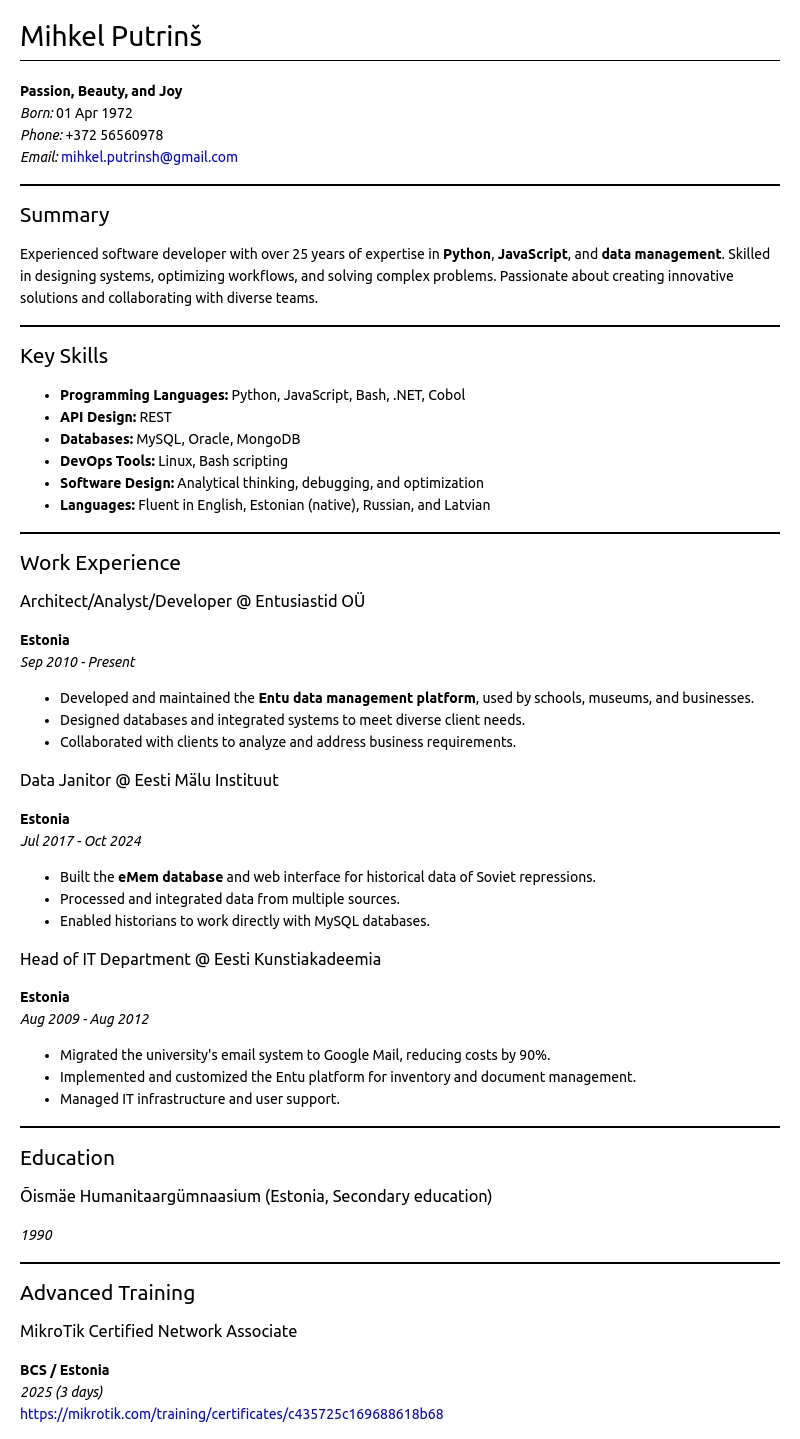 Mihkel Putrinš
Passion, Beauty, and Joy
Born: 01 Apr 1972
Phone: +372 56560978
Email: mihkel.putrinsh@gmail.com
Summary
Experienced software developer with over 25 years of expertise in Python, JavaScript, and data management. Skilled
in designing systems, optimizing workflows, and solving complex problems. Passionate about creating innovative
solutions and collaborating with diverse teams.
Key Skills
• Programming Languages: Python, JavaScript, Bash, .NET, Cobol
• API Design: REST
• Databases: MySQL, Oracle, MongoDB
• DevOps Tools: Linux, Bash scripting
• Software Design: Analytical thinking, debugging, and optimization
• Languages: Fluent in English, Estonian (native), Russian, and Latvian
Work Experience
Architect/Analyst/Developer @ Entusiastid OÜ
Estonia
Sep 2010 - Present
• Developed and maintained the Entu data management platform, used by schools, museums, and businesses.
• Designed databases and integrated systems to meet diverse client needs.
• Collaborated with clients to analyze and address business requirements.
Data Janitor @ Eesti Mälu Instituut
Estonia
Jul 2017 - Oct 2024
• Built the eMem database and web interface for historical data of Soviet repressions.
• Processed and integrated data from multiple sources.
• Enabled historians to work directly with MySQL databases.
Head of IT Department @ Eesti Kunstiakadeemia
Estonia
Aug 2009 - Aug 2012
• Migrated the university's email system to Google Mail, reducing costs by 90%.
• Implemented and customized the Entu platform for inventory and document management.
• Managed IT infrastructure and user support.
Education
Õismäe Humanitaargümnaasium (Estonia, Secondary education)
1990
Advanced Training
MikroTik Certified Network Associate
BCS / Estonia
2025 (3 days)
https://mikrotik.com/training/certificates/c435725c169688618b68